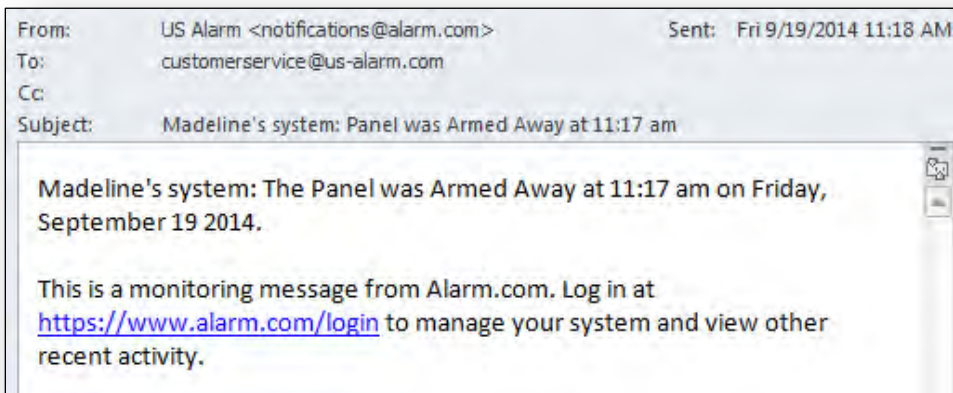 From: US Alarm <notifications@alarm.com> Sent: Fri 9/19/2014 11:18 AM
To: customerservice@us-alarm.com
Cc:
Subject: Madeline's system: Panel was Armed Away at 11:17 am
Madeline's system: The Panel was Armed Away at 11:17 am on Friday,
September 19 2014.
This is a monitoring message from Alarm.com. Log in at
https://www.alarm.com/login to manage your system and view other
recent activity.